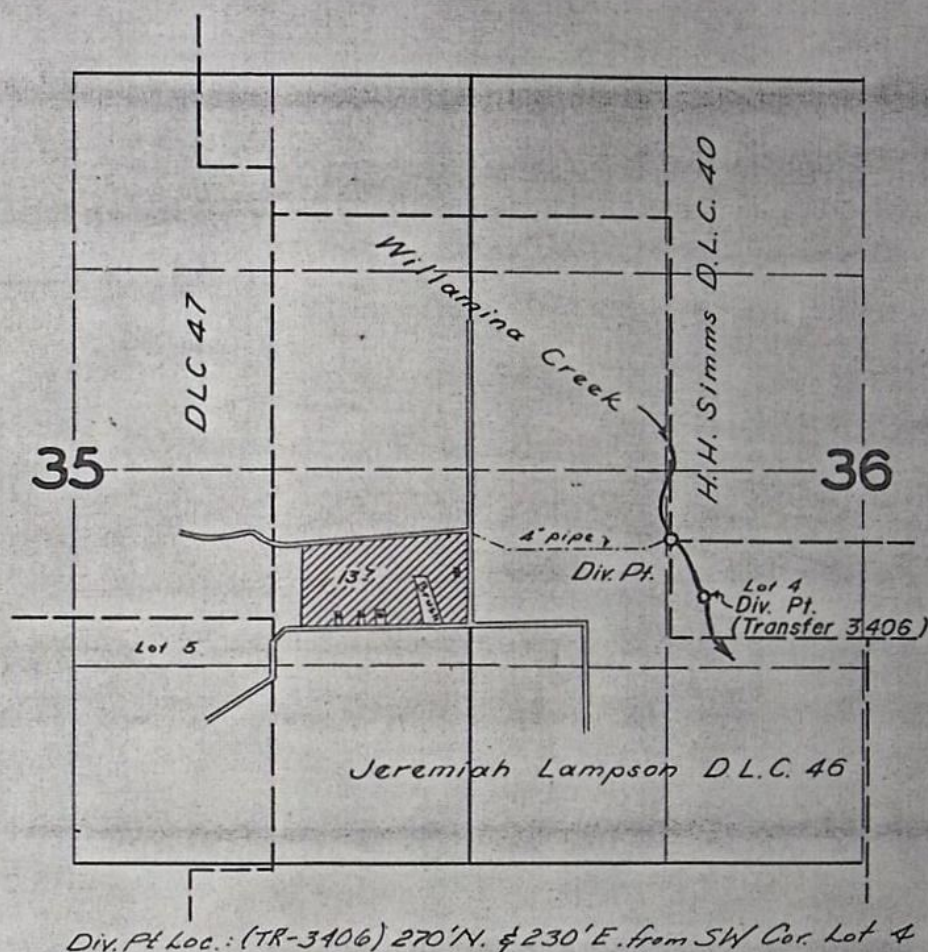 Willamina Creek
H.H. Simms D.L.C. 40
DLC 47
35
36
4" pipe
Div. Pt.
Lot 4
Div. Pt.
(Transfer 3406)
Brush
Lot 5
Jeremiah Lampson D.L.C. 46
Div. Pt Loc.: (TR-3406) 270' N. & 230' E. from SW Cor. Lot 4